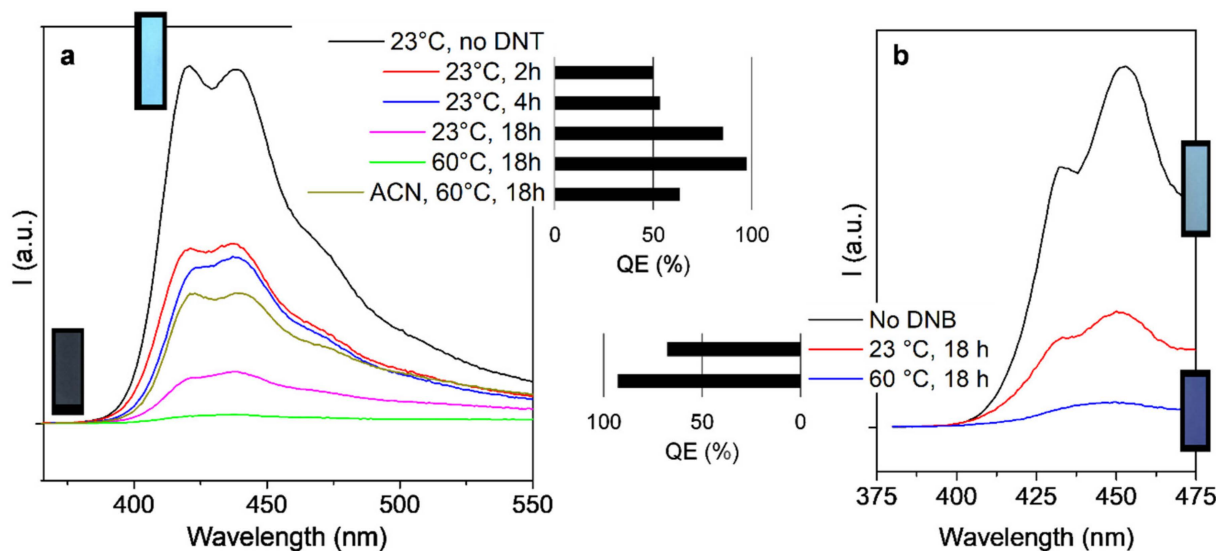 a
23°C, no DNT
23°C, 2h
23°C, 4h
23°C, 18h
60°C, 18h
ACN, 60°C, 18h
0 50 100
QE (%)
I (a.u.)
400 450 500 550
Wavelength (nm)
100 50 0
QE (%)
b
No DNB
23 °C, 18 h
60 °C, 18 h
I (a.u.)
375 400 425 450 475
Wavelength (nm)